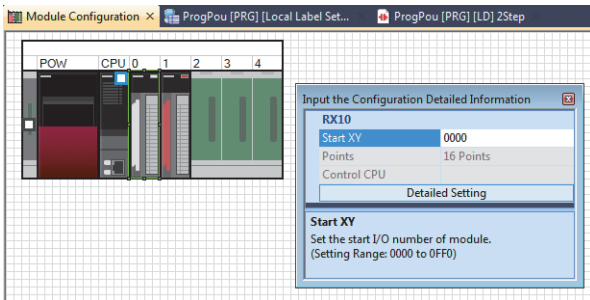 Module Configuration × ProgPou [PRG] [Local Label Set... ProgPou [PRG] [LD] 2Step
POW CPU 0 1 2 3 4
Input the Configuration Detailed Information
RX10
Start XY 0000
Points 16 Points
Control CPU
Detailed Setting
Start XY
Set the start I/O number of module.
(Setting Range: 0000 to 0FF0)